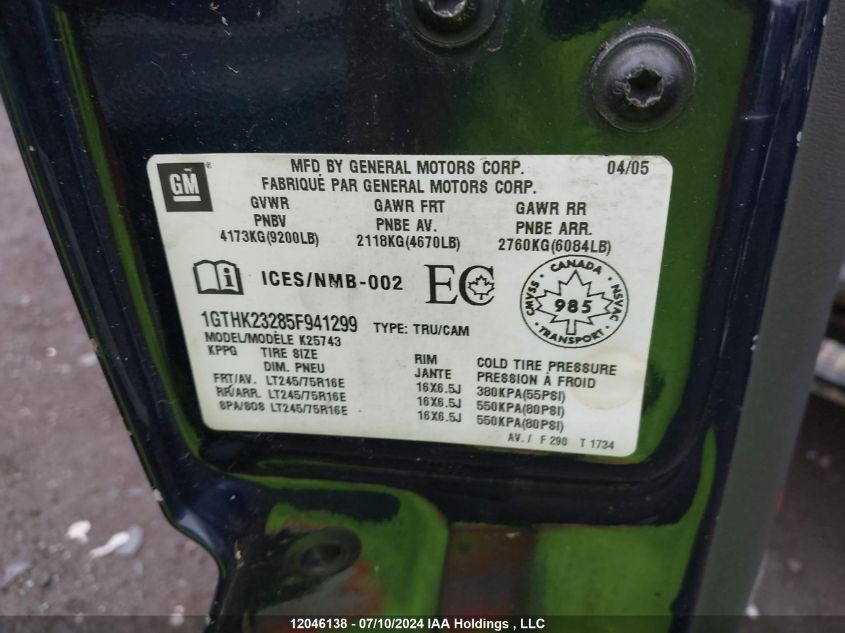 GM
MFD BY GENERAL MOTORS CORP. 04/05
FABRIQUÉ PAR GENERAL MOTORS CORP.
GVWR GAWR FRT GAWR RR
PNBV PNBE AV. PNBE ARR.
4173KG(9200LB) 2118KG(4670LB) 2760KG(6084LB)
ICES/NMB-002 EC
CANADA
CMVSS 985 NSVAC
TRANSPORT
1GTHK23285F941299 TYPE: TRU/CAM
MODEL/MODÈLE K25743
KPPG TIRE SIZE RIM COLD TIRE PRESSURE
DIM. PNEU JANTE PRESSION À FROID
FRT/AV. LT245/75R16E 16X6.5J 380KPA(55PSI)
RR/ARR. LT245/75R16E 16X6.5J 550KPA(80PSI)
SPA/SOS LT245/75R16E 16X6.5J 550KPA(80PSI)
AV. / F 290 T 1734
12046138 - 07/10/2024 IAA Holdings , LLC